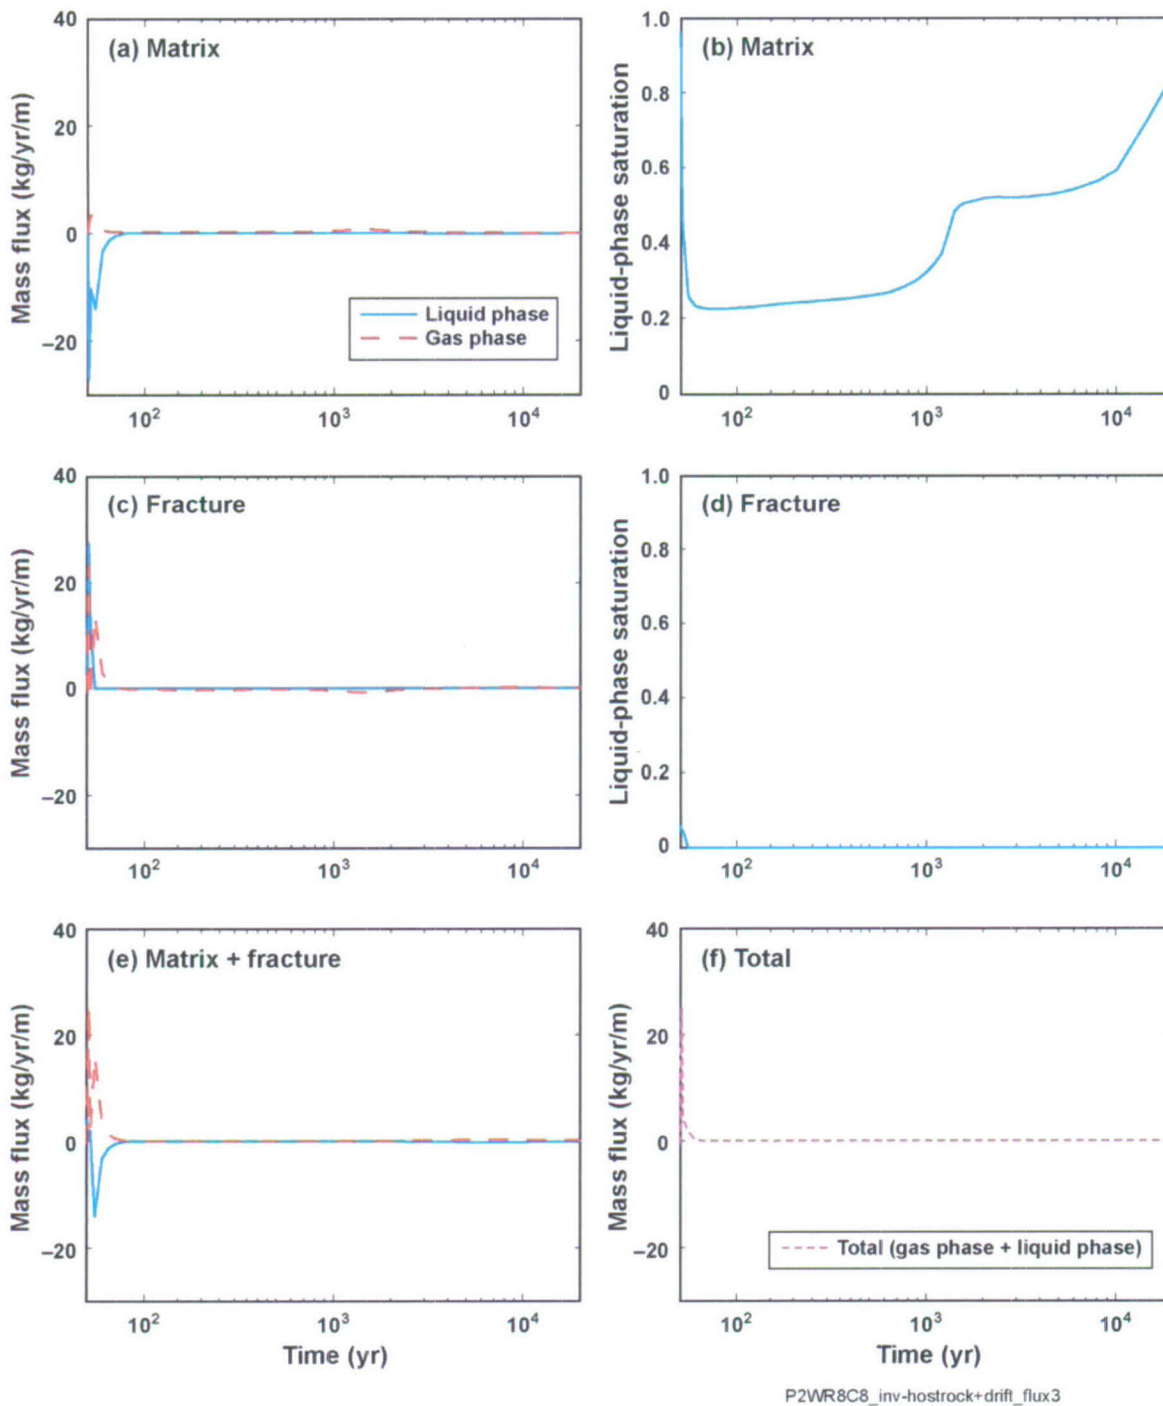 40
20
0
–20
Mass flux (kg/yr/m)
(a) Matrix
Liquid phase
Gas phase
10²
10³
10⁴
1.0
0.8
0.6
0.4
0.2
0
Liquid-phase saturation
(b) Matrix
10²
10³
10⁴
40
20
0
–20
Mass flux (kg/yr/m)
(c) Fracture
10²
10³
10⁴
1.0
0.8
0.6
0.4
0.2
0
Liquid-phase saturation
(d) Fracture
10²
10³
10⁴
40
20
0
–20
Mass flux (kg/yr/m)
(e) Matrix + fracture
10²
10³
10⁴
Time (yr)
40
20
0
–20
Mass flux (kg/yr/m)
(f) Total
Total (gas phase + liquid phase)
10²
10³
10⁴
Time (yr)
P2WR8C8_inv-hostrock+drift_flux3